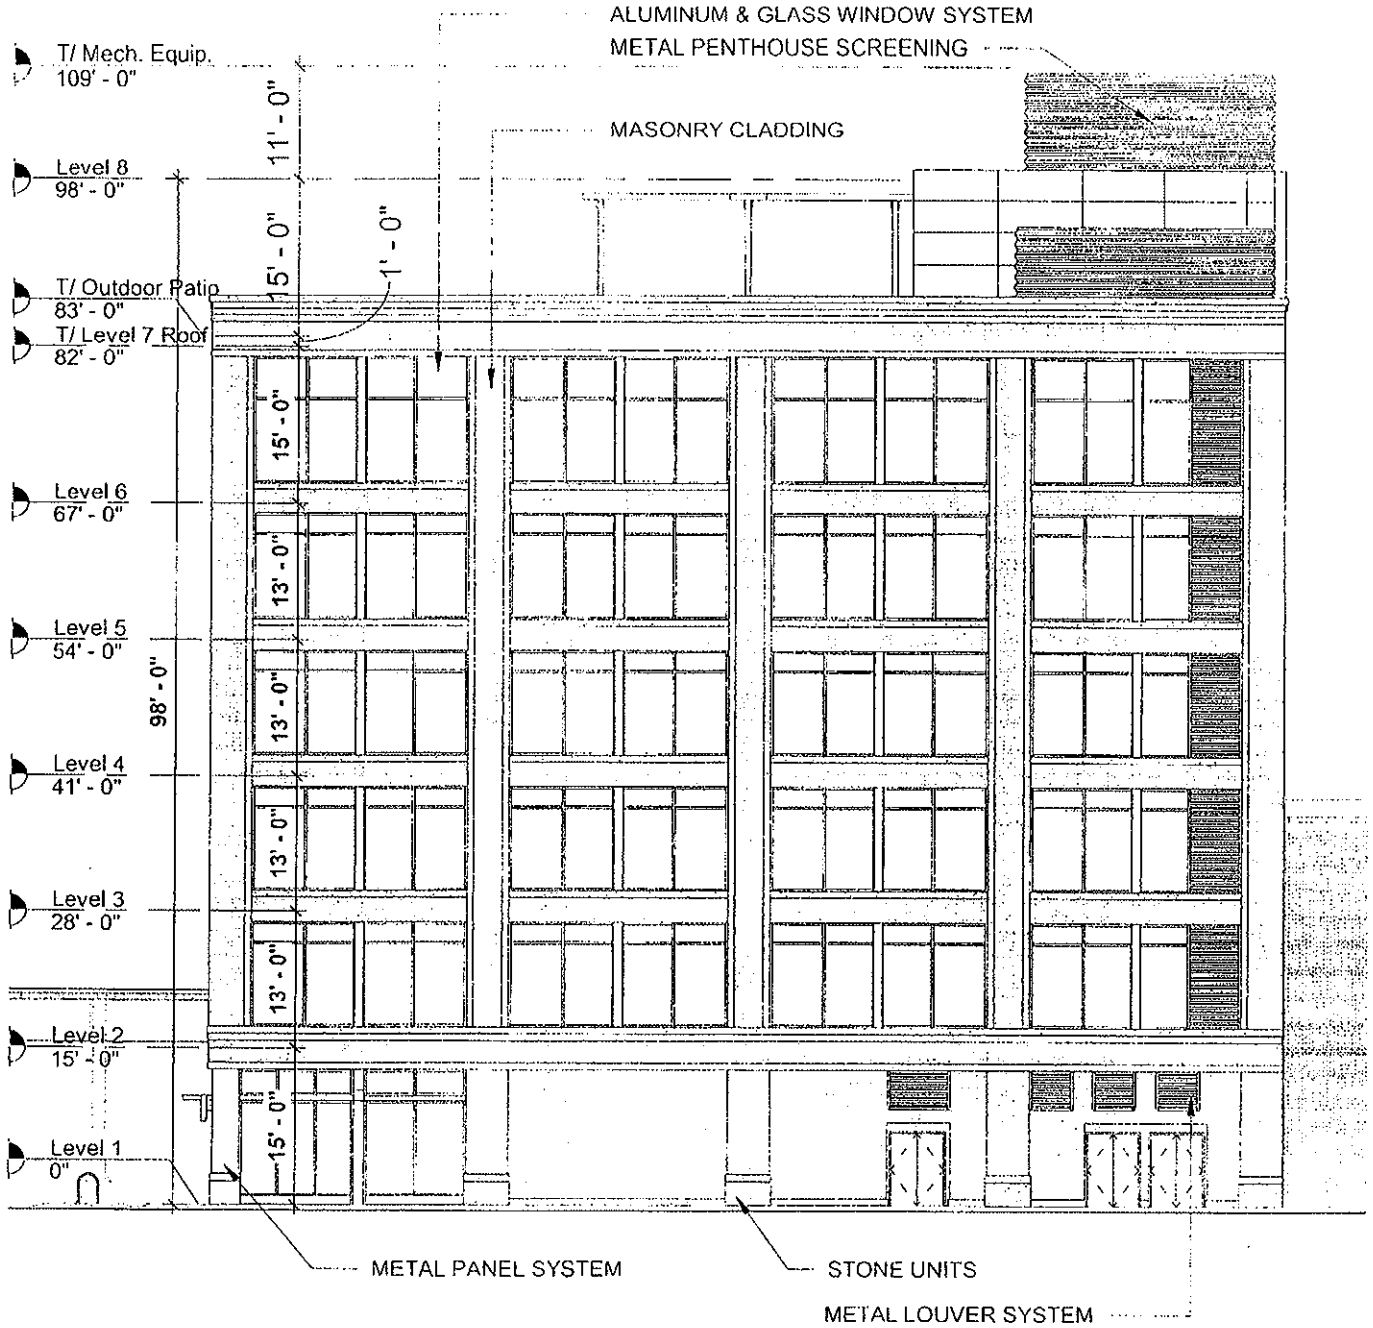 ALUMINUM & GLASS WINDOW SYSTEM
METAL PENTHOUSE SCREENING
T/ Mech. Equip.
109' - 0"
11' - 0"
MASONRY CLADDING
Level 8
98' - 0"
15' - 0"
1' - 0"
T/ Outdoor Patio
83' - 0"
T/ Level 7 Roof
82' - 0"
15' - 0"
Level 6
67' - 0"
13' - 0"
Level 5
54' - 0"
98' - 0"
13' - 0"
Level 4
41' - 0"
13' - 0"
Level 3
28' - 0"
13' - 0"
Level 2
15' - 0"
15' - 0"
Level 1
0"
METAL PANEL SYSTEM
STONE UNITS
METAL LOUVER SYSTEM